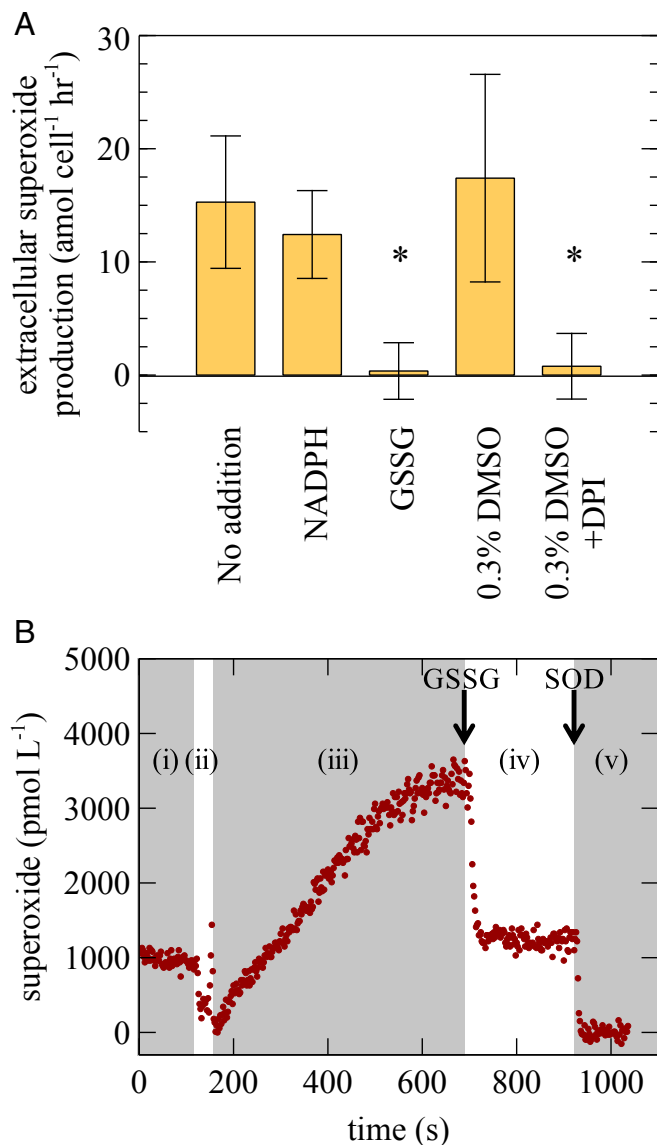 A
extracellular superoxide
production (amol cell-1 hr-1)
30
20
10
0
*
*
No addition
NADPH
GSSG
0.3% DMSO
0.3% DMSO
+DPI
B
superoxide (pmol L-1)
5000
4000
3000
2000
1000
0
GSSG
SOD
(i)
(ii)
(iii)
(iv)
(v)
0
200
400
600
800
1000
time (s)